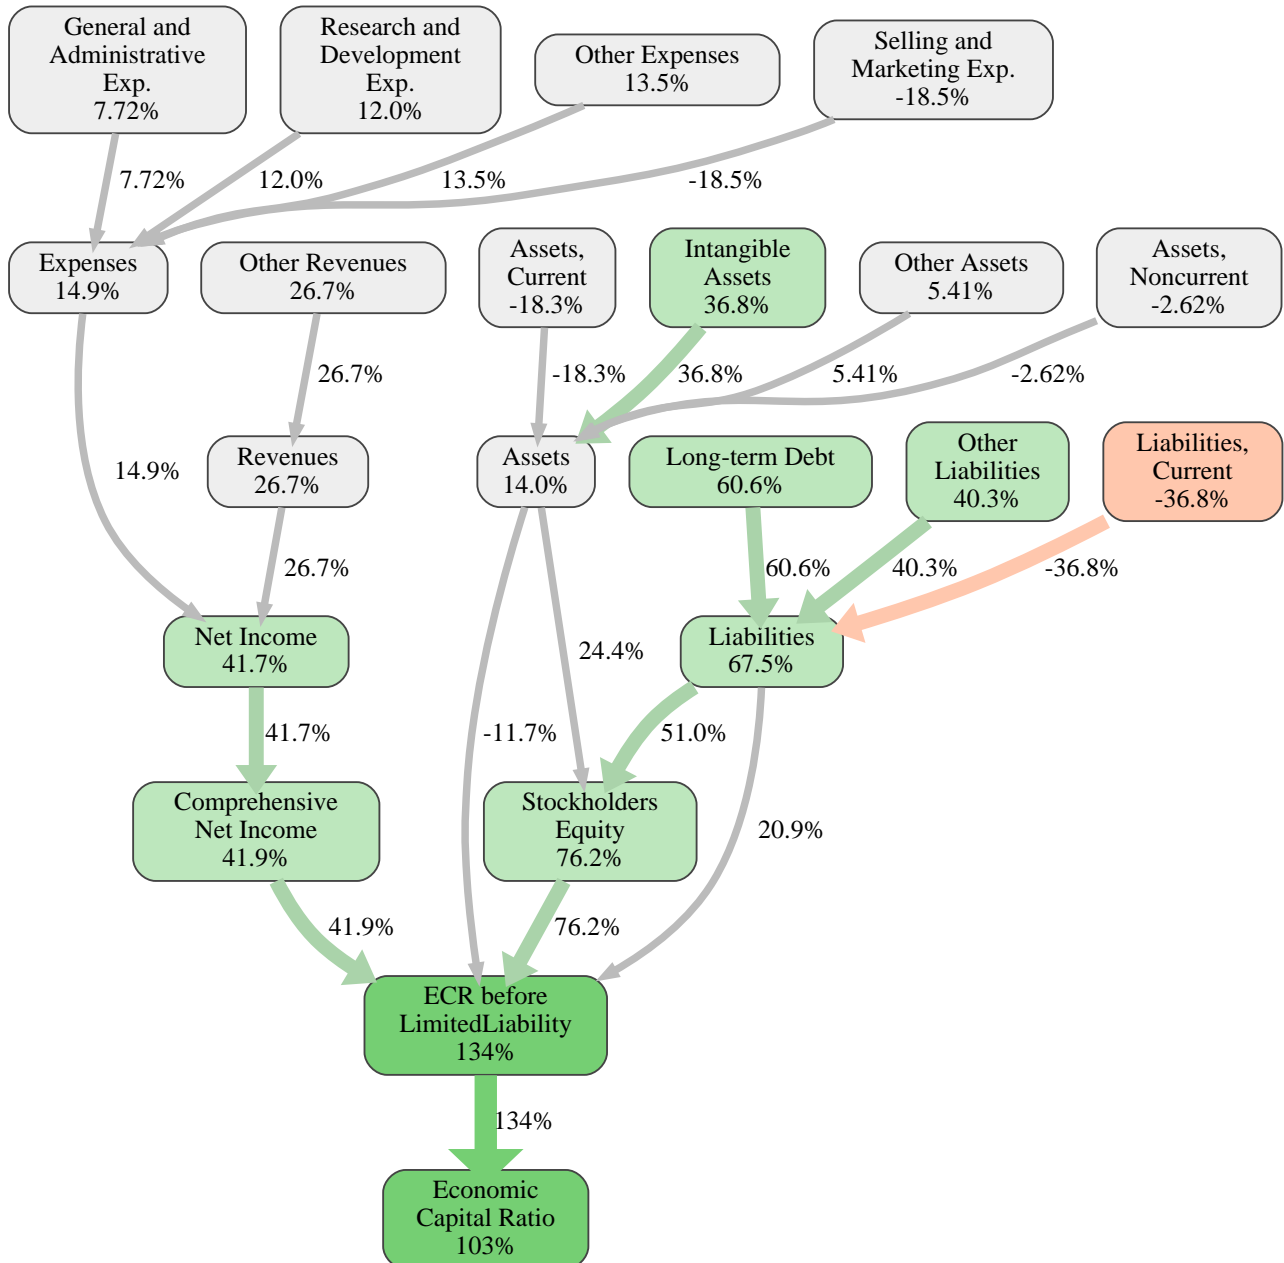 General and
Administrative
Exp.
7.72%
Research and
Development
Exp.
12.0%
Other Expenses
13.5%
Selling and
Marketing Exp.
-18.5%
7.72%
12.0%
13.5%
-18.5%
Expenses
14.9%
Other Revenues
26.7%
Assets,
Current
-18.3%
Intangible
Assets
36.8%
Other Assets
5.41%
Assets,
Noncurrent
-2.62%
26.7%
-18.3%
36.8%
5.41%
-2.62%
14.9%
Revenues
26.7%
Assets
14.0%
Long-term Debt
60.6%
Other
Liabilities
40.3%
Liabilities,
Current
-36.8%
26.7%
60.6%
40.3%
-36.8%
Net Income
41.7%
24.4%
Liabilities
67.5%
41.7%
-11.7%
51.0%
Comprehensive
Net Income
41.9%
Stockholders
Equity
76.2%
20.9%
41.9%
76.2%
ECR before
LimitedLiability
134%
134%
Economic
Capital Ratio
103%